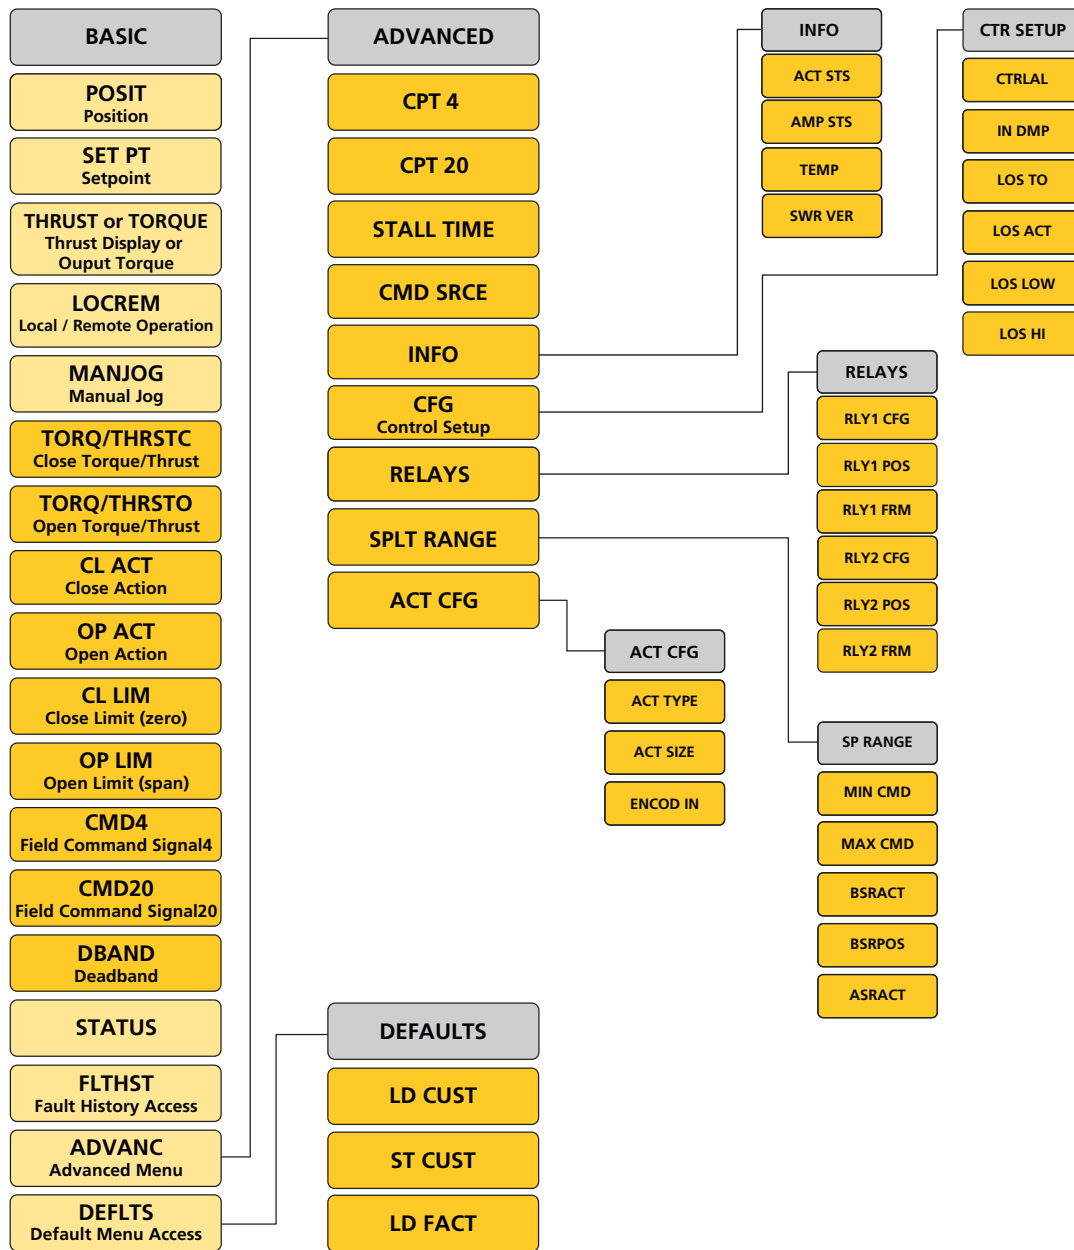 BASIC
POSIT
Position
SET PT
Setpoint
THRUST or TORQUE
Thrust Display or
Ouput Torque
LOCREM
Local / Remote Operation
MANJOG
Manual Jog
TORQ/THRSTC
Close Torque/Thrust
TORQ/THRSTO
Open Torque/Thrust
CL ACT
Close Action
OP ACT
Open Action
CL LIM
Close Limit (zero)
OP LIM
Open Limit (span)
CMD4
Field Command Signal4
CMD20
Field Command Signal20
DBAND
Deadband
STATUS
FLTHST
Fault History Access
ADVANC
Advanced Menu
DEFLTS
Default Menu Access
ADVANCED
CPT 4
CPT 20
STALL TIME
CMD SRCE
INFO
CFG
Control Setup
RELAYS
SPLT RANGE
ACT CFG
DEFAULTS
LD CUST
ST CUST
LD FACT
ACT CFG
ACT TYPE
ACT SIZE
ENCOD IN
INFO
ACT STS
AMP STS
TEMP
SWR VER
RELAYS
RLY1 CFG
RLY1 POS
RLY1 FRM
RLY2 CFG
RLY2 POS
RLY2 FRM
SP RANGE
MIN CMD
MAX CMD
BSRACT
BSRPOS
ASRACT
CTR SETUP
CTRLAL
IN DMP
LOS TO
LOS ACT
LOS LOW
LOS HI